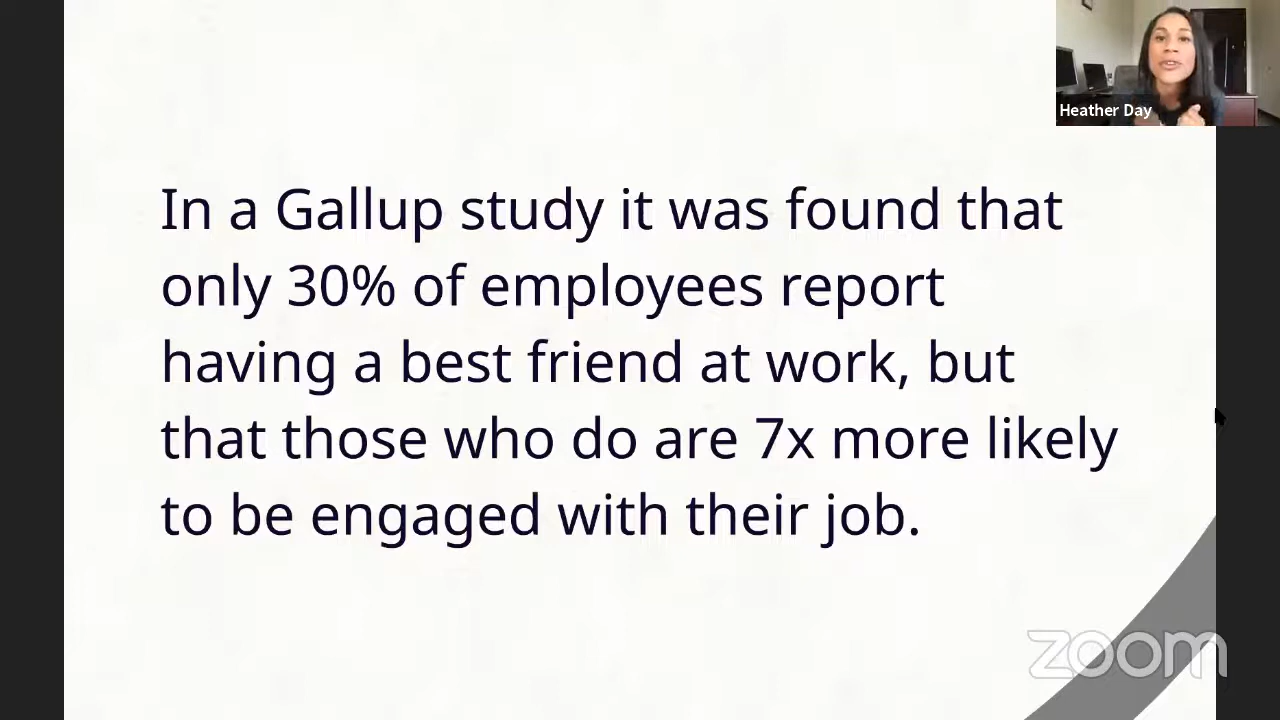 Heather Day
In a Gallup study it was found that
only 30% of employees report
having a best friend at work, but
that those who do are 7x more likely
to be engaged with their job.
zoom